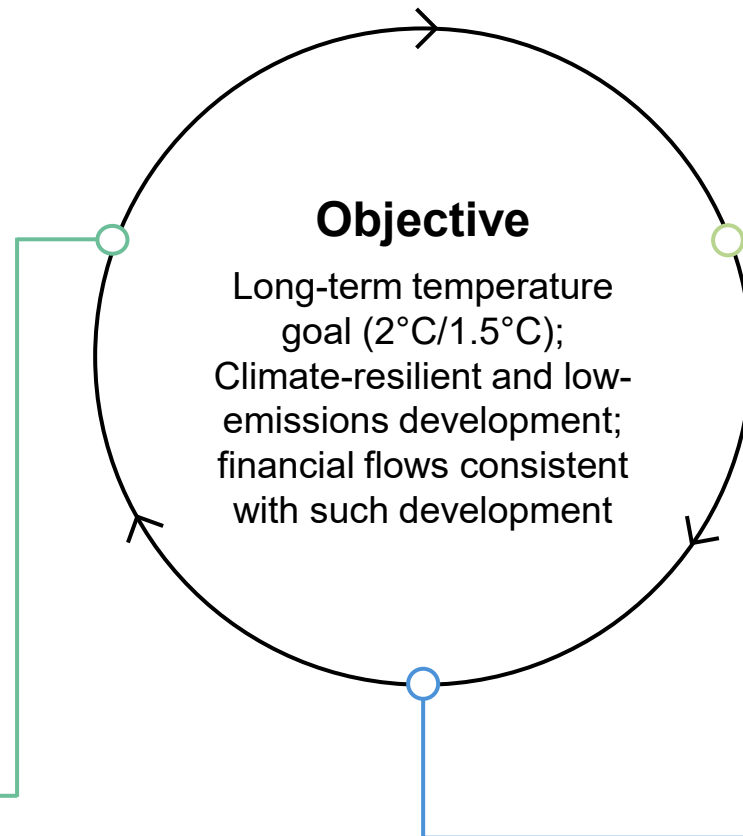 Objective
Long-term temperature
goal (2°C/1.5°C);
Climate-resilient and low-
emissions development;
financial flows consistent
with such development